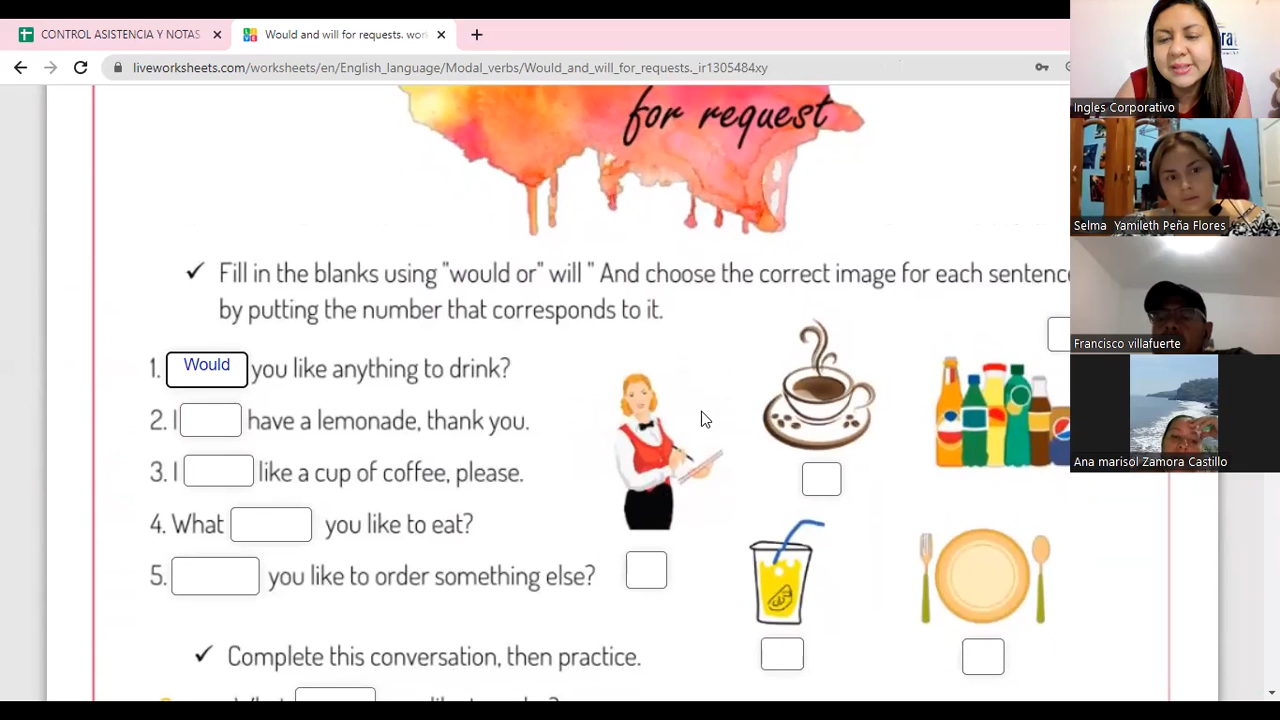 CONTROL ASISTENCIA Y NOTAS
Would and will for requests. wor
liveworksheets.com/worksheets/en/English_language/Modal_verbs/Would_and_will_for_requests._ir1305484xy
for request
✓ Fill in the blanks using "would or" will " And choose the correct image for each sentence
by putting the number that corresponds to it.
1. Would you like anything to drink?
2. I have a lemonade, thank you.
3. I like a cup of coffee, please.
4. What you like to eat?
5. you like to order something else?
✓ Complete this conversation, then practice.
Ingles Corporativo
Selma Yamileth Peña Flores
Francisco villafuerte
Ana marisol Zamora Castillo